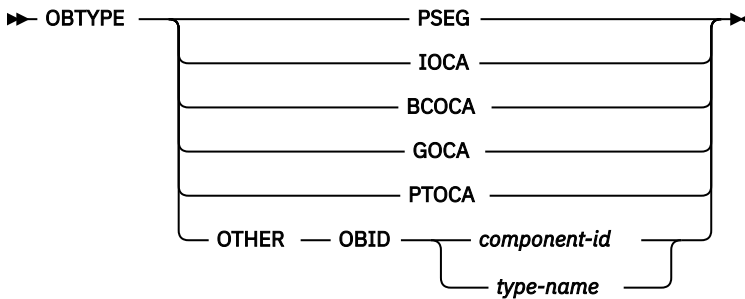 OBTYPE PSEG
IOCA
BCOCA
GOCA
PTOCA
OTHER OBID component-id
type-name